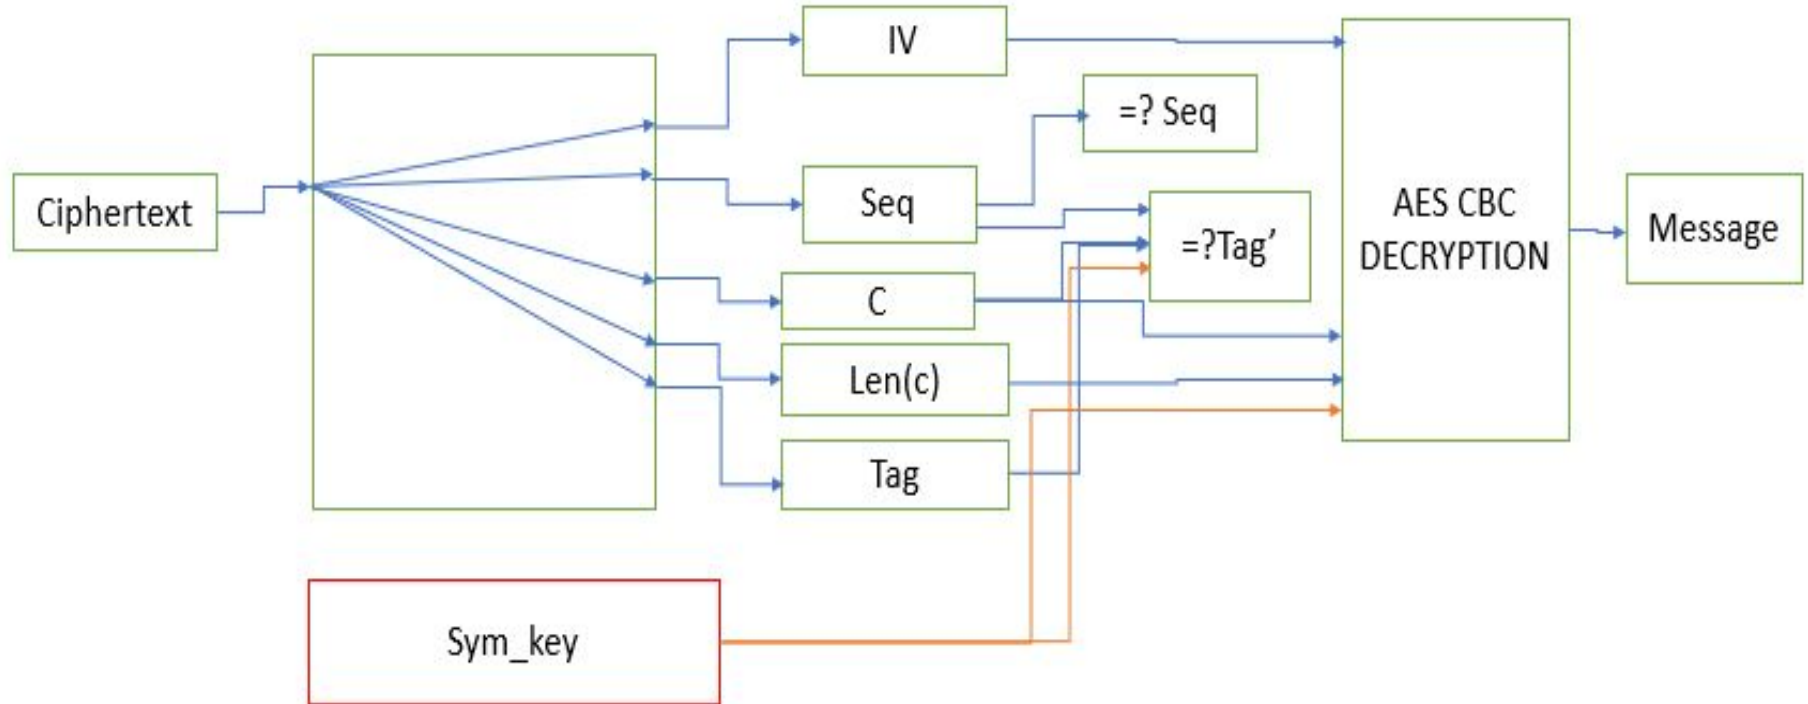 IV
=? Seq
Ciphertext
Seq
=?Tag’
AES CBC
DECRYPTION
Message
C
Len(c)
Tag
Sym_key